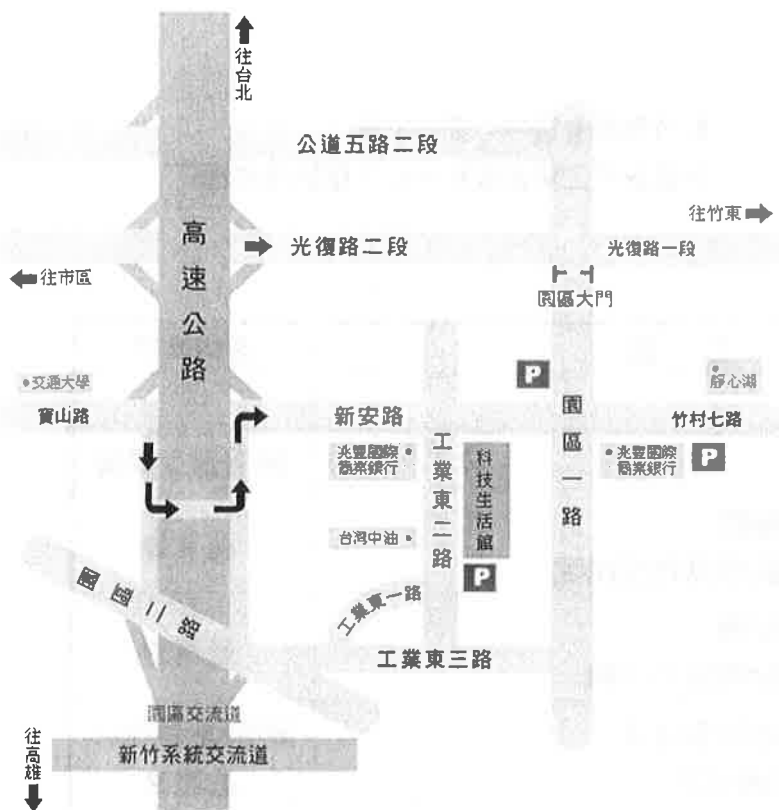 往台北
公道五路二段
往竹東
高速公路
光復路二段
光復路一段
往市區
園區大門
P
交通大學
靜心湖
寶山路
新安路
園區一路
竹村七路
兆豐國際
商業銀行
工業東二路
科技生活館
兆豐國際
商業銀行
P
台灣中油
P
園區二路
工業東一路
工業東三路
園區交流道
往高雄
新竹系統交流道